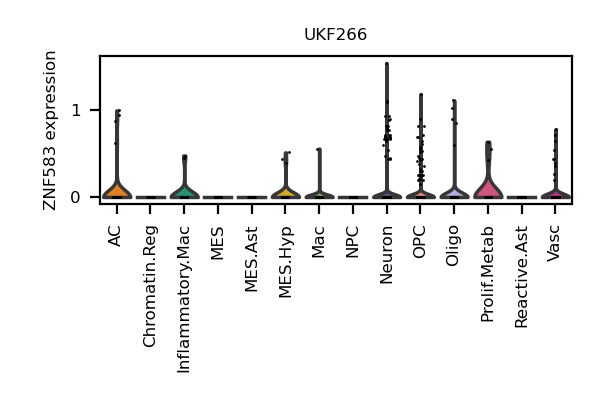 UKF266
ZNF583 expression
1
0
AC
Chromatin.Reg
Inflammatory.Mac
MES
MES.Ast
MES.Hyp
Mac
NPC
Neuron
OPC
Oligo
Prolif.Metab
Reactive.Ast
Vasc